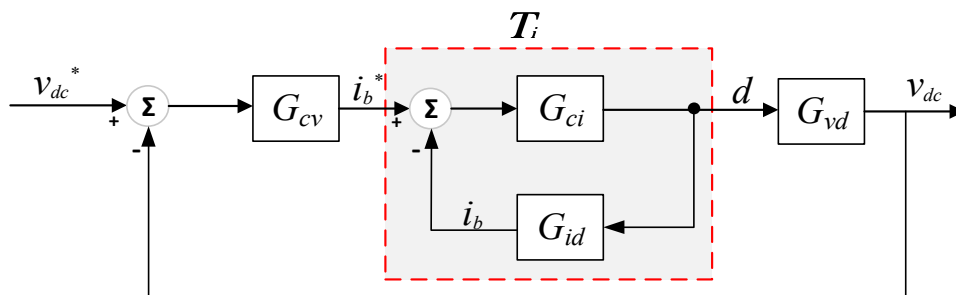 T_i
v_dc* Σ + - G_cv i_b* Σ + - G_ci d G_vd v_dc
i_b G_id